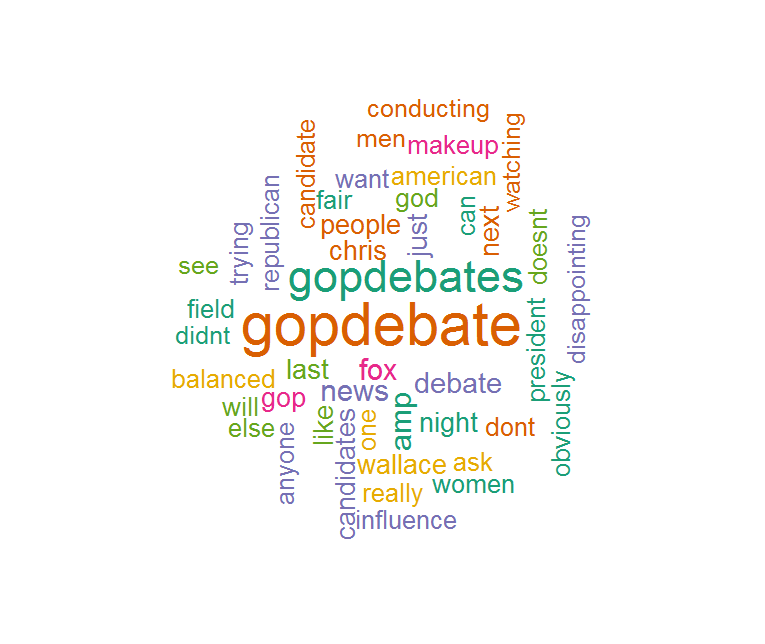 conducting
men
makeup
candidate
watching
want
american
fair
god
can
people
just
next
republican
trying
chris
doesnt
see
gopdebates
disappointing
field
gopdebate
didnt
president
last
fox
balanced
news
debate
obviously
will
gop
amp
else
like
one
night
dont
anyone
candidates
wallace
ask
really
women
influence